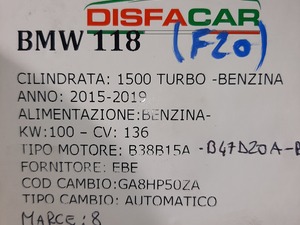 DISFACAR
BMW 118 (F20)
CILINDRATA: 1500 TURBO -BENZINA
ANNO: 2015-2019
ALIMENTAZIONE:BENZINA-
KW:100 – CV: 136
TIPO MOTORE: B38B15A -B47D20A-
FORNITORE: EBE
COD CAMBIO:GA8HP50ZA
TIPO CAMBIO: AUTOMATICO
MARCE: 8